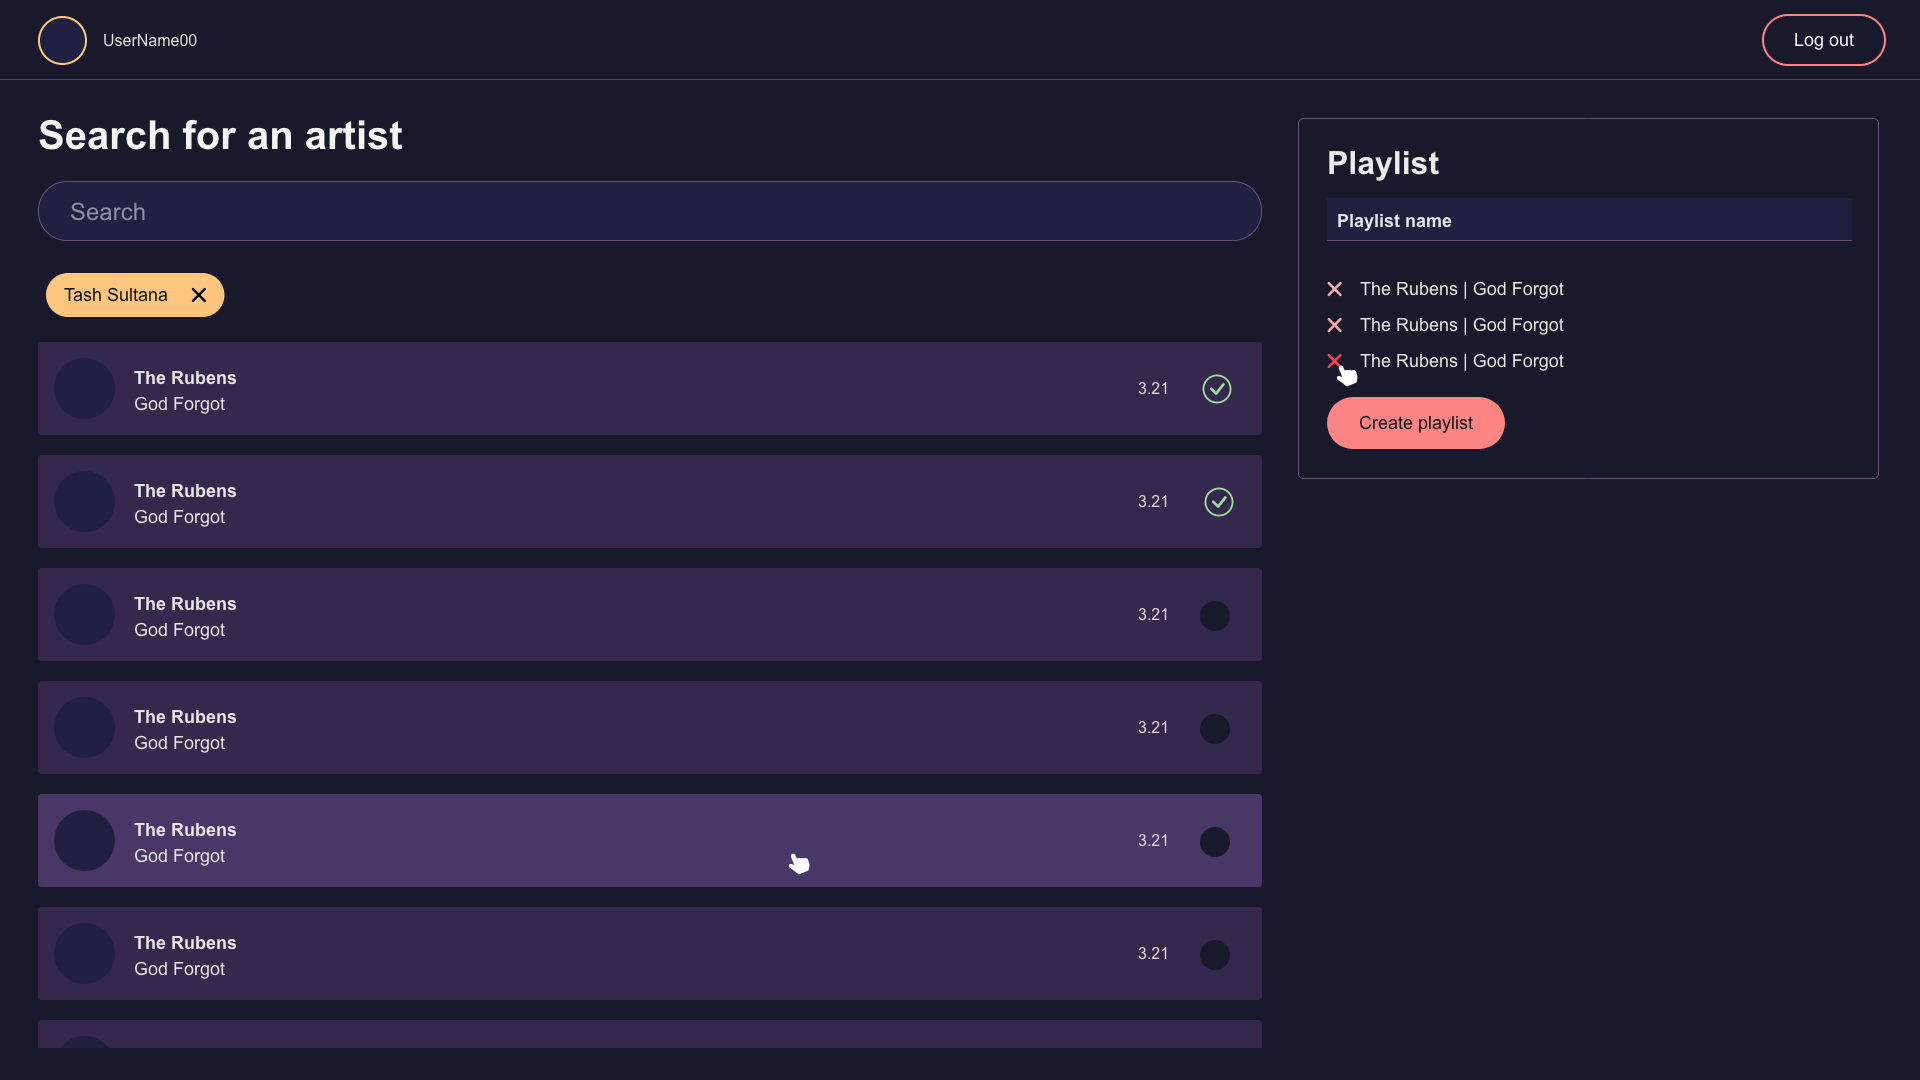 UserName00
Log out
Search for an artist
Search
Tash Sultana
The Rubens
God Forgot
3.21
The Rubens
God Forgot
3.21
The Rubens
God Forgot
3.21
The Rubens
God Forgot
3.21
The Rubens
God Forgot
3.21
The Rubens
God Forgot
3.21
Playlist
Playlist name
The Rubens | God Forgot
The Rubens | God Forgot
The Rubens | God Forgot
Create playlist